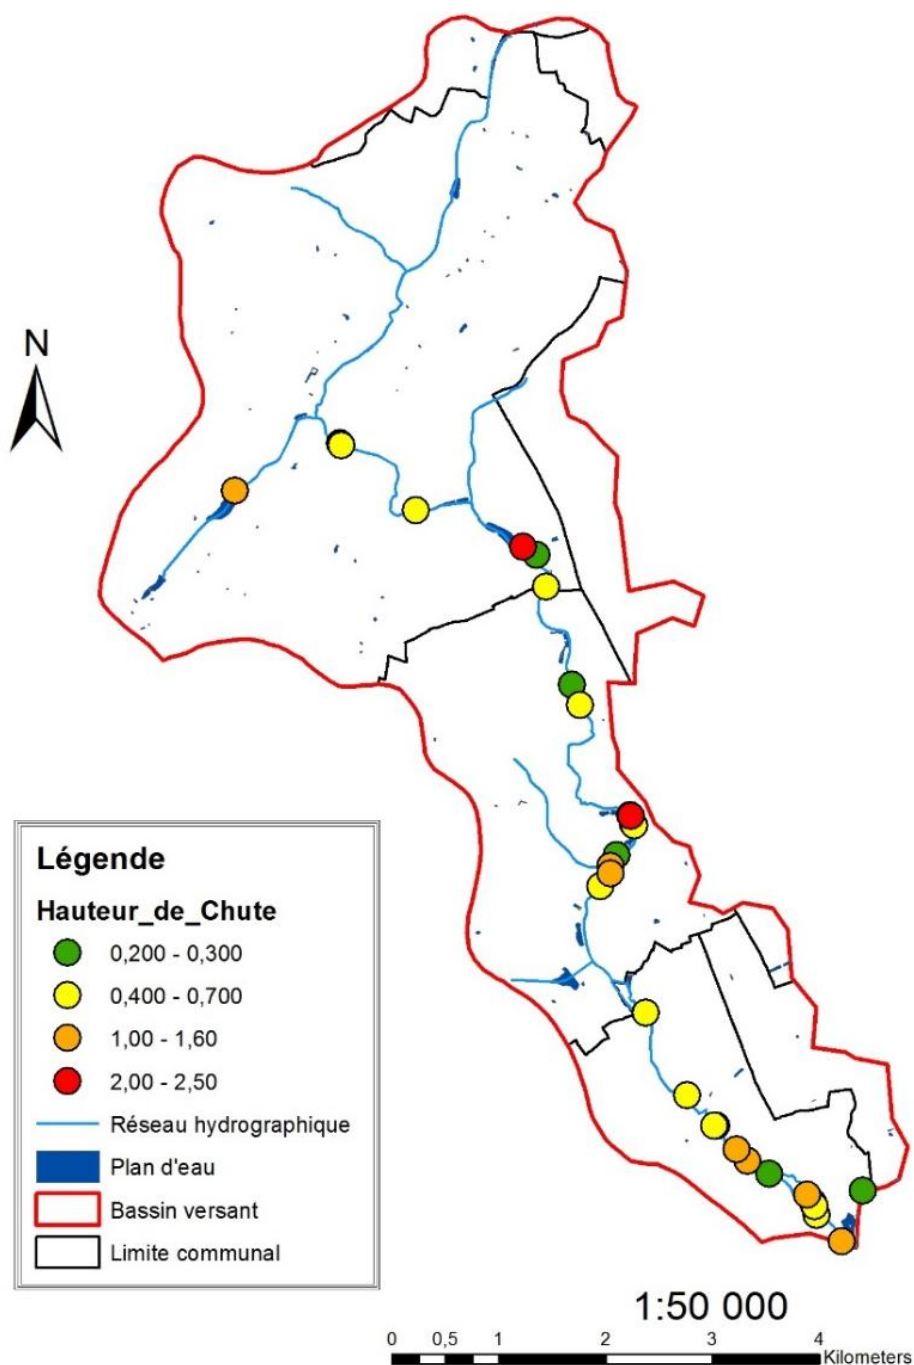 N
Légende
Hauteur_de_Chute
0,200 - 0,300
0,400 - 0,700
1,00 - 1,60
2,00 - 2,50
Réseau hydrographique
Plan d'eau
Bassin versant
Limite communal
1:50 000
0 0,5 1 2 3 4
Kilometers